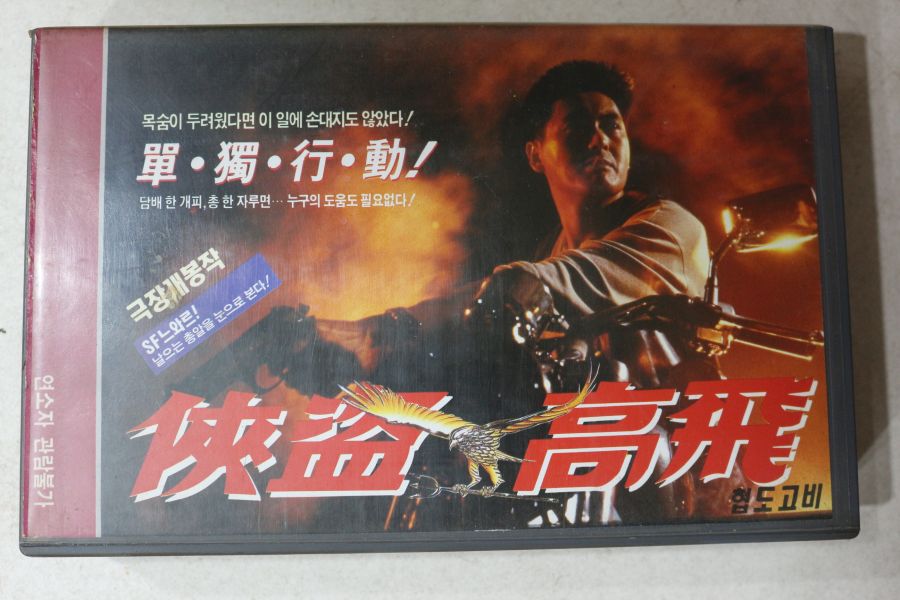 목숨이 두려웠다면 이 일에 손대지도 않았다!
單·獨·行·動!
담배 한 개피, 총 한 자루면… 누구의 도움도 필요없다!
극장개봉작
SF느와르!
날으는 총알을 눈으로 본다!
俠盜高飛
협도고비
연소자 관람불가